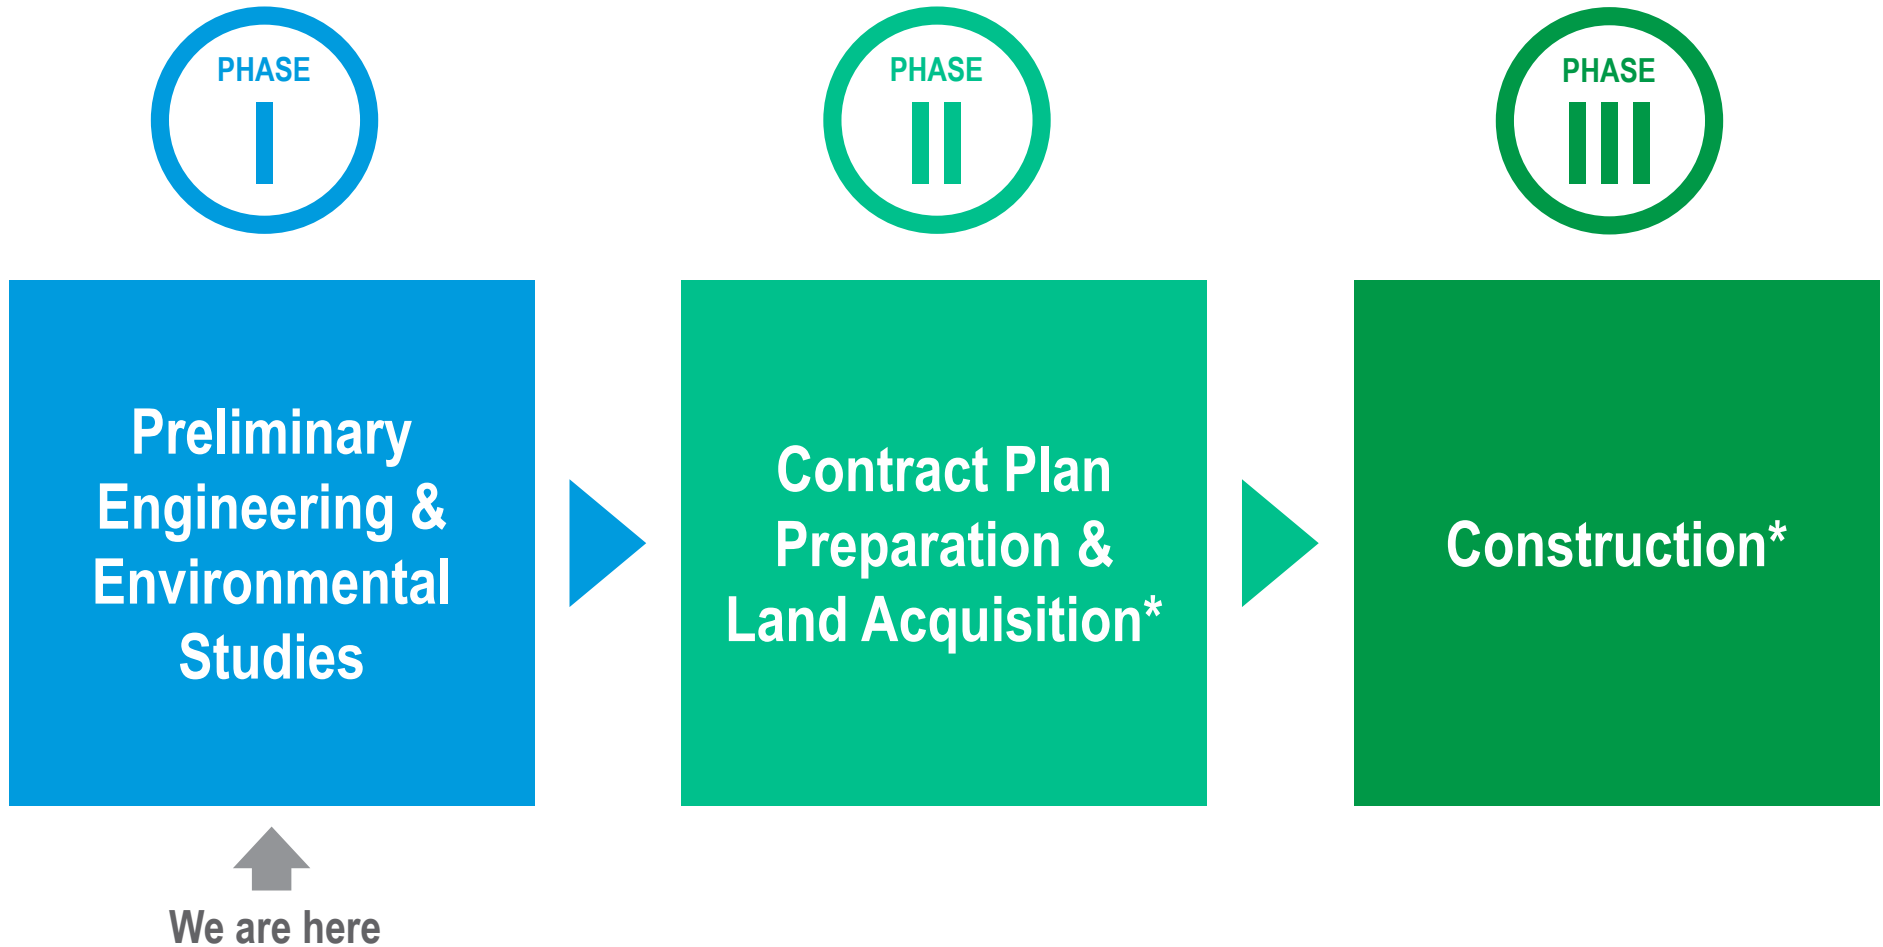 PHASE
I
PHASE
II
PHASE
III
Preliminary
Engineering &
Environmental
Studies
Contract Plan
Preparation &
Land Acquisition*
Construction*
We are here